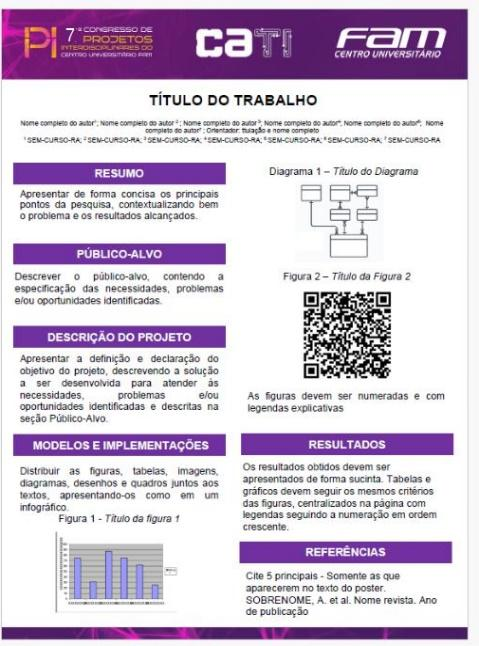 PI
7.º CONGRESSO DE
PROJETOS
INTERDISCIPLINARES DO
CENTRO UNIVERSITÁRIO FAM
CATI
Fam
CENTRO UNIVERSITÁRIO
TÍTULO DO TRABALHO
Nome completo do autor¹; Nome completo do autor ²; Nome completo do autor ³; Nome completo do autor⁴; Nome completo do autor⁵; Nome
completo do autor⁷; Orientador: titulação e nome completo
¹ SEM-CURSO-RA; ² SEM-CURSO-RA; ³ SEM-CURSO-RA; ⁴ SEM-CURSO-RA; ⁵ SEM-CURSO-RA; ⁶ SEM-CURSO-RA; ⁷ SEM-CURSO-RA
RESUMO
Apresentar de forma concisa os principais
pontos da pesquisa, contextualizando bem
o problema e os resultados alcançados.
PÚBLICO-ALVO
Descrever o público-alvo, contendo a
especificação das necessidades, problemas
e/ou oportunidades identificadas.
DESCRIÇÃO DO PROJETO
Apresentar a definição e declaração do
objetivo do projeto, descrevendo a solução
a ser desenvolvida para atender às
necessidades, problemas e/ou
oportunidades identificadas e descritas na
seção Público-Alvo.
MODELOS E IMPLEMENTAÇÕES
Distribuir as figuras, tabelas, imagens,
diagramas, desenhos e quadros juntos aos
textos, apresentando-os como em um
infográfico.
Figura 1 - Título da figura 1
Diagrama 1 – Título do Diagrama
Figura 2 – Título da Figura 2
As figuras devem ser numeradas e com
legendas explicativas
RESULTADOS
Os resultados obtidos devem ser
apresentados de forma sucinta. Tabelas e
gráficos devem seguir os mesmos critérios
das figuras, centralizados na página com
legendas seguindo a numeração em ordem
crescente.
REFERÊNCIAS
Cite 5 principais - Somente as que
aparecerem no texto do poster.
SOBRENOME, A. et al. Nome revista. Ano
de publicação